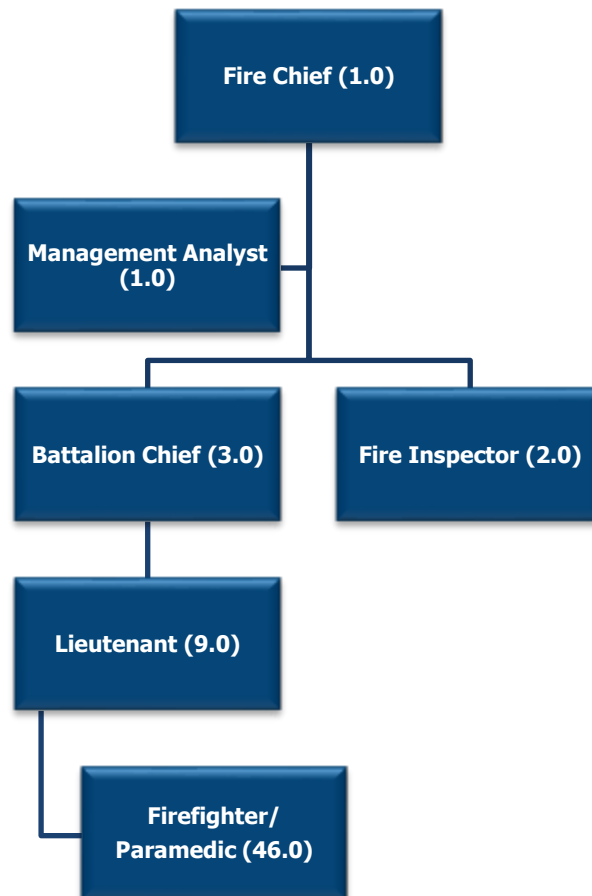 Fire Chief (1.0)
Management Analyst
(1.0)
Battalion Chief (3.0)
Fire Inspector (2.0)
Lieutenant (9.0)
Firefighter/
Paramedic (46.0)